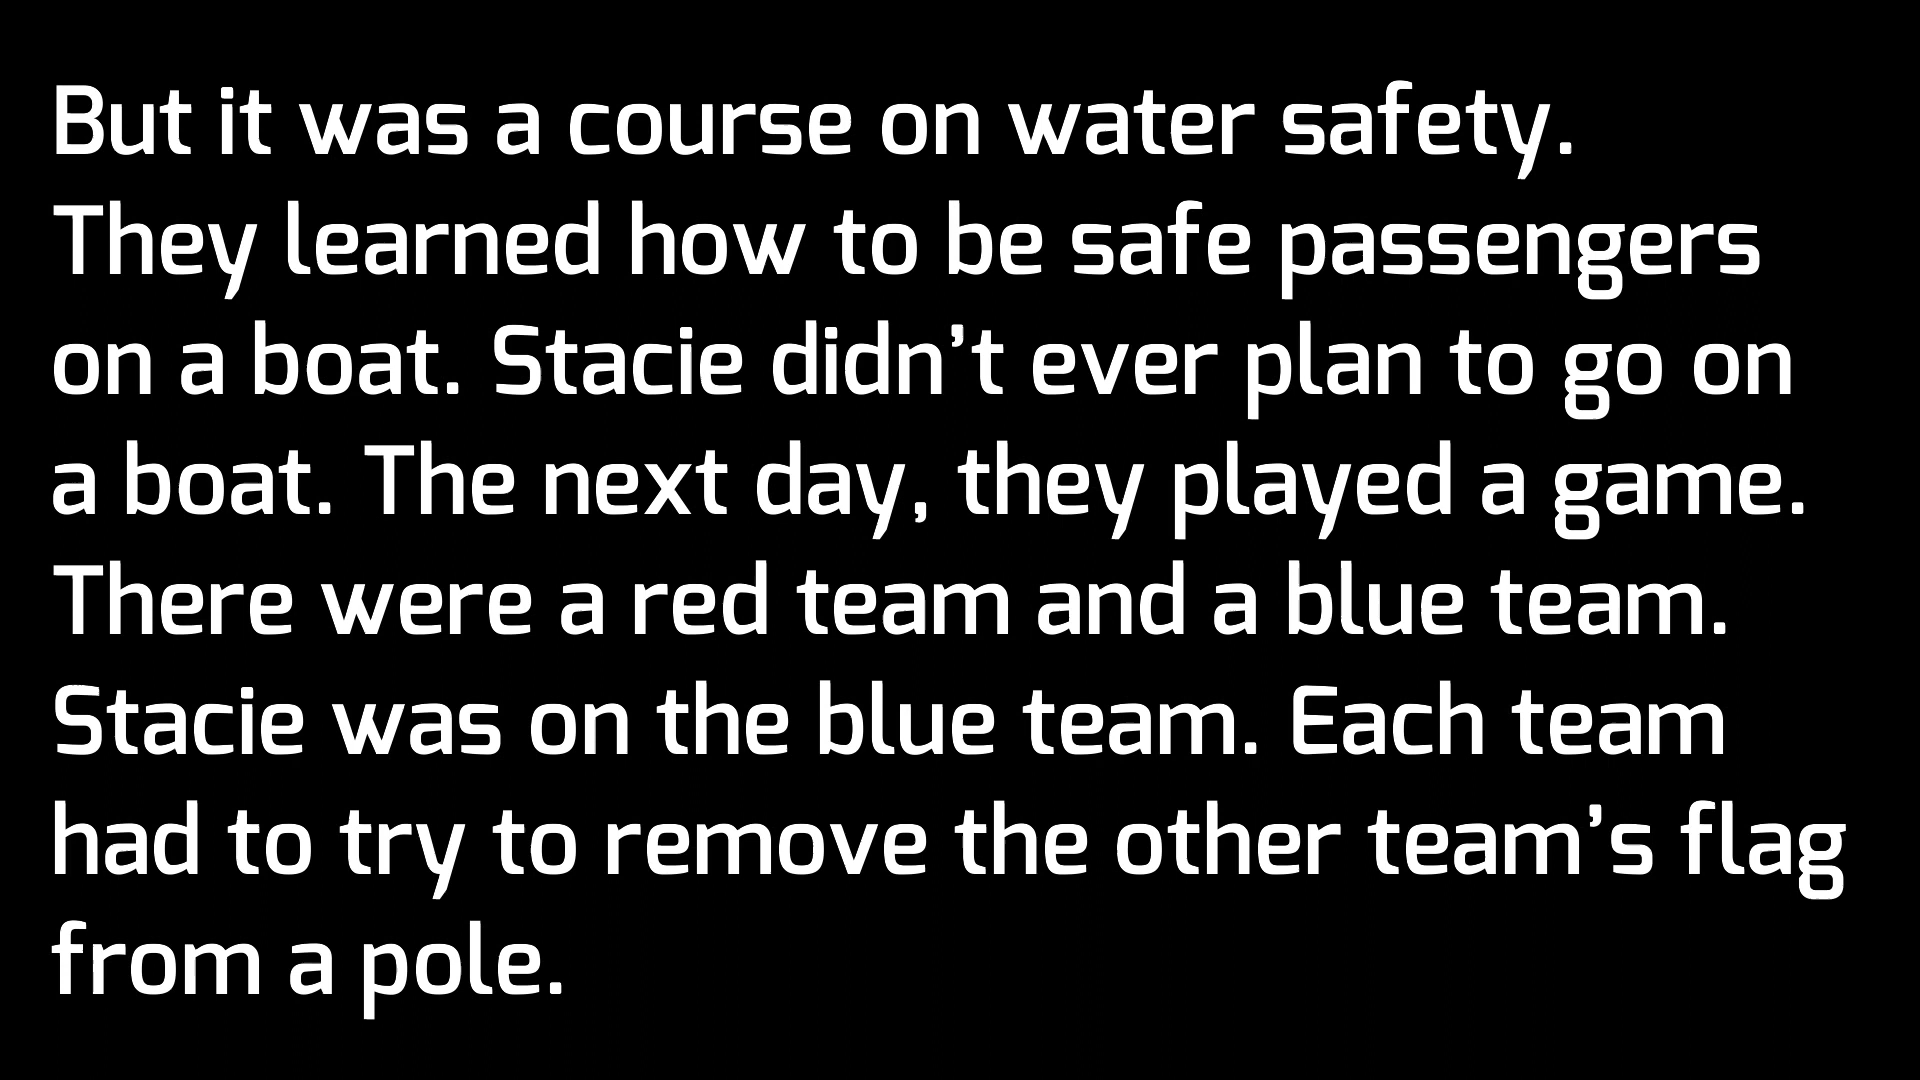 But it was a course on water safety.
They learned how to be safe passengers
on a boat. Stacie didn’t ever plan to go on
a boat. The next day, they played a game.
There were a red team and a blue team.
Stacie was on the blue team. Each team
had to try to remove the other team’s flag
from a pole.